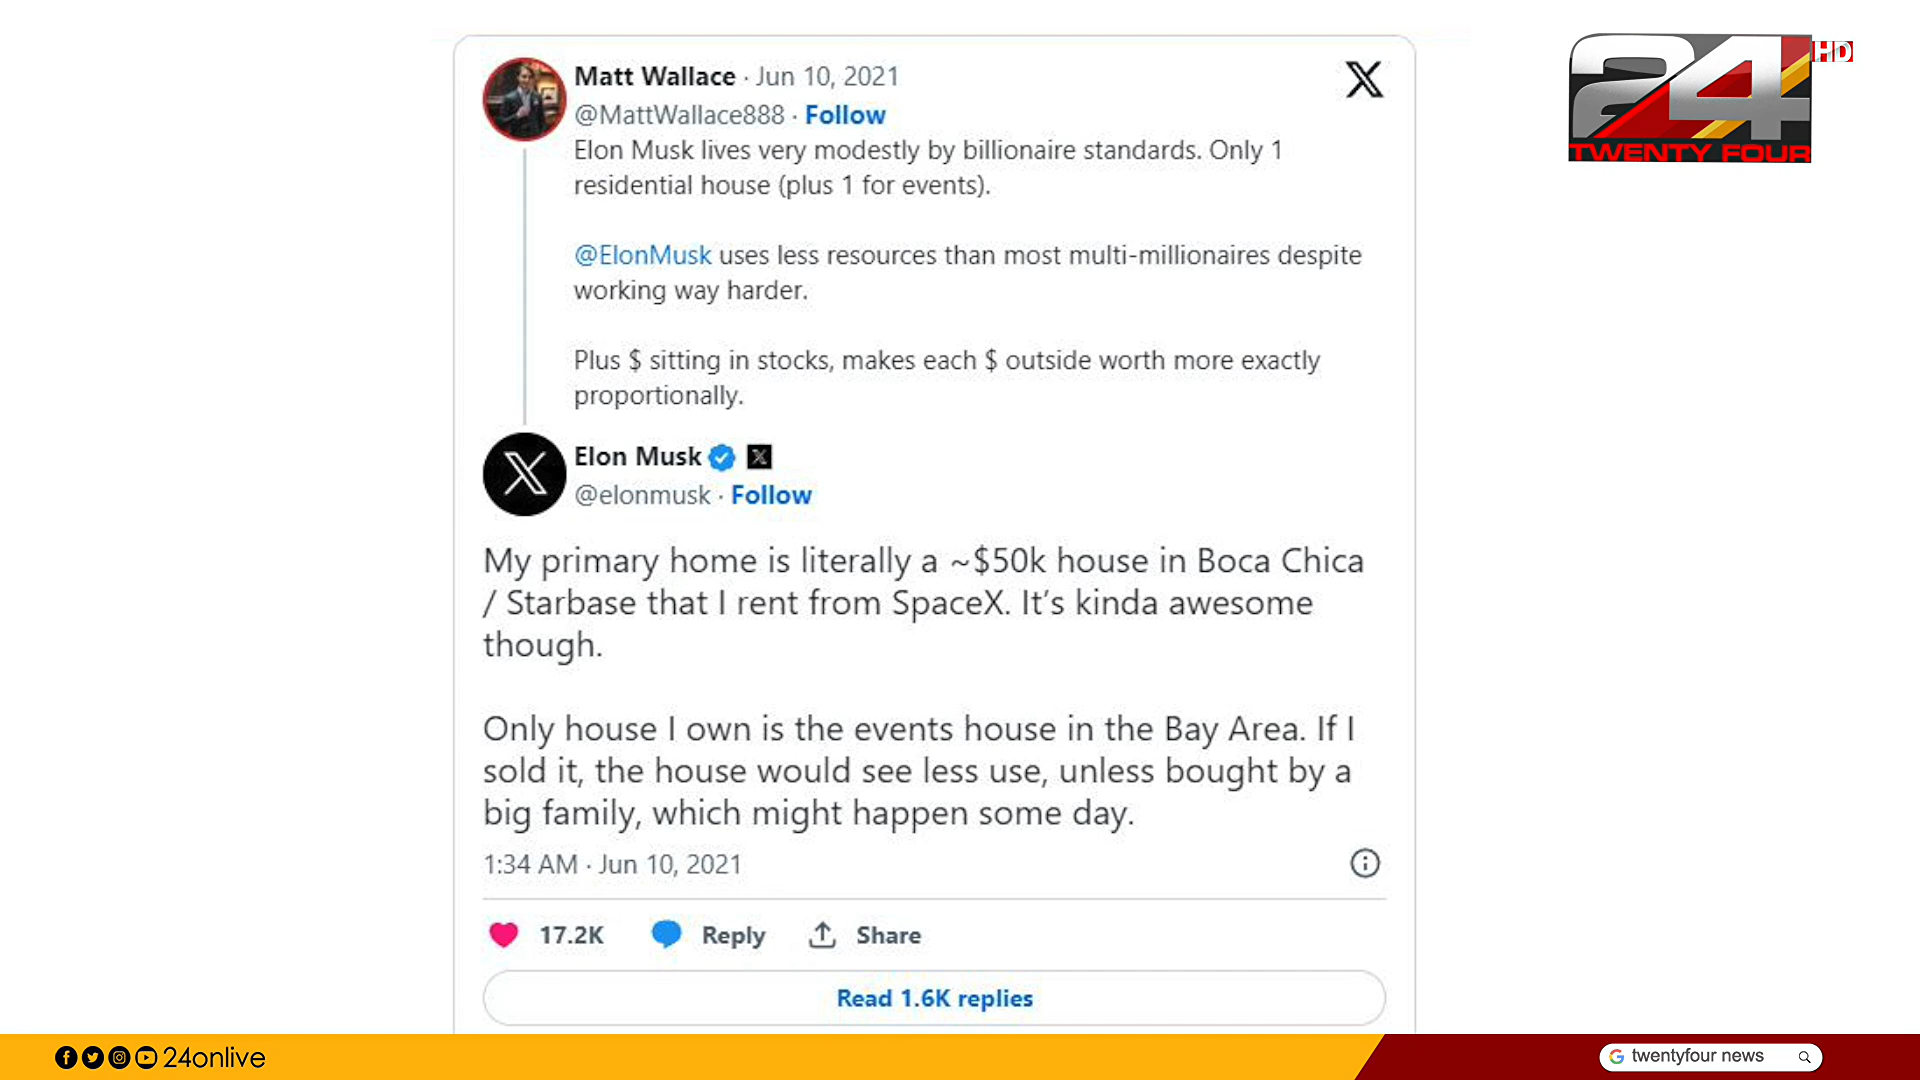 Matt Wallace · Jun 10, 2021
@MattWallace888 · Follow
Elon Musk lives very modestly by billionaire standards. Only 1
residential house (plus 1 for events).
@ElonMusk uses less resources than most multi-millionaires despite
working way harder.
Plus $ sitting in stocks, makes each $ outside worth more exactly
proportionally.
Elon Musk
@elonmusk · Follow
My primary home is literally a ~$50k house in Boca Chica
/ Starbase that I rent from SpaceX. It’s kinda awesome
though.
Only house I own is the events house in the Bay Area. If I
sold it, the house would see less use, unless bought by a
big family, which might happen some day.
1:34 AM · Jun 10, 2021
17.2K Reply Share
Read 1.6K replies
24 HD
TWENTY FOUR
24onlive
twentyfour news